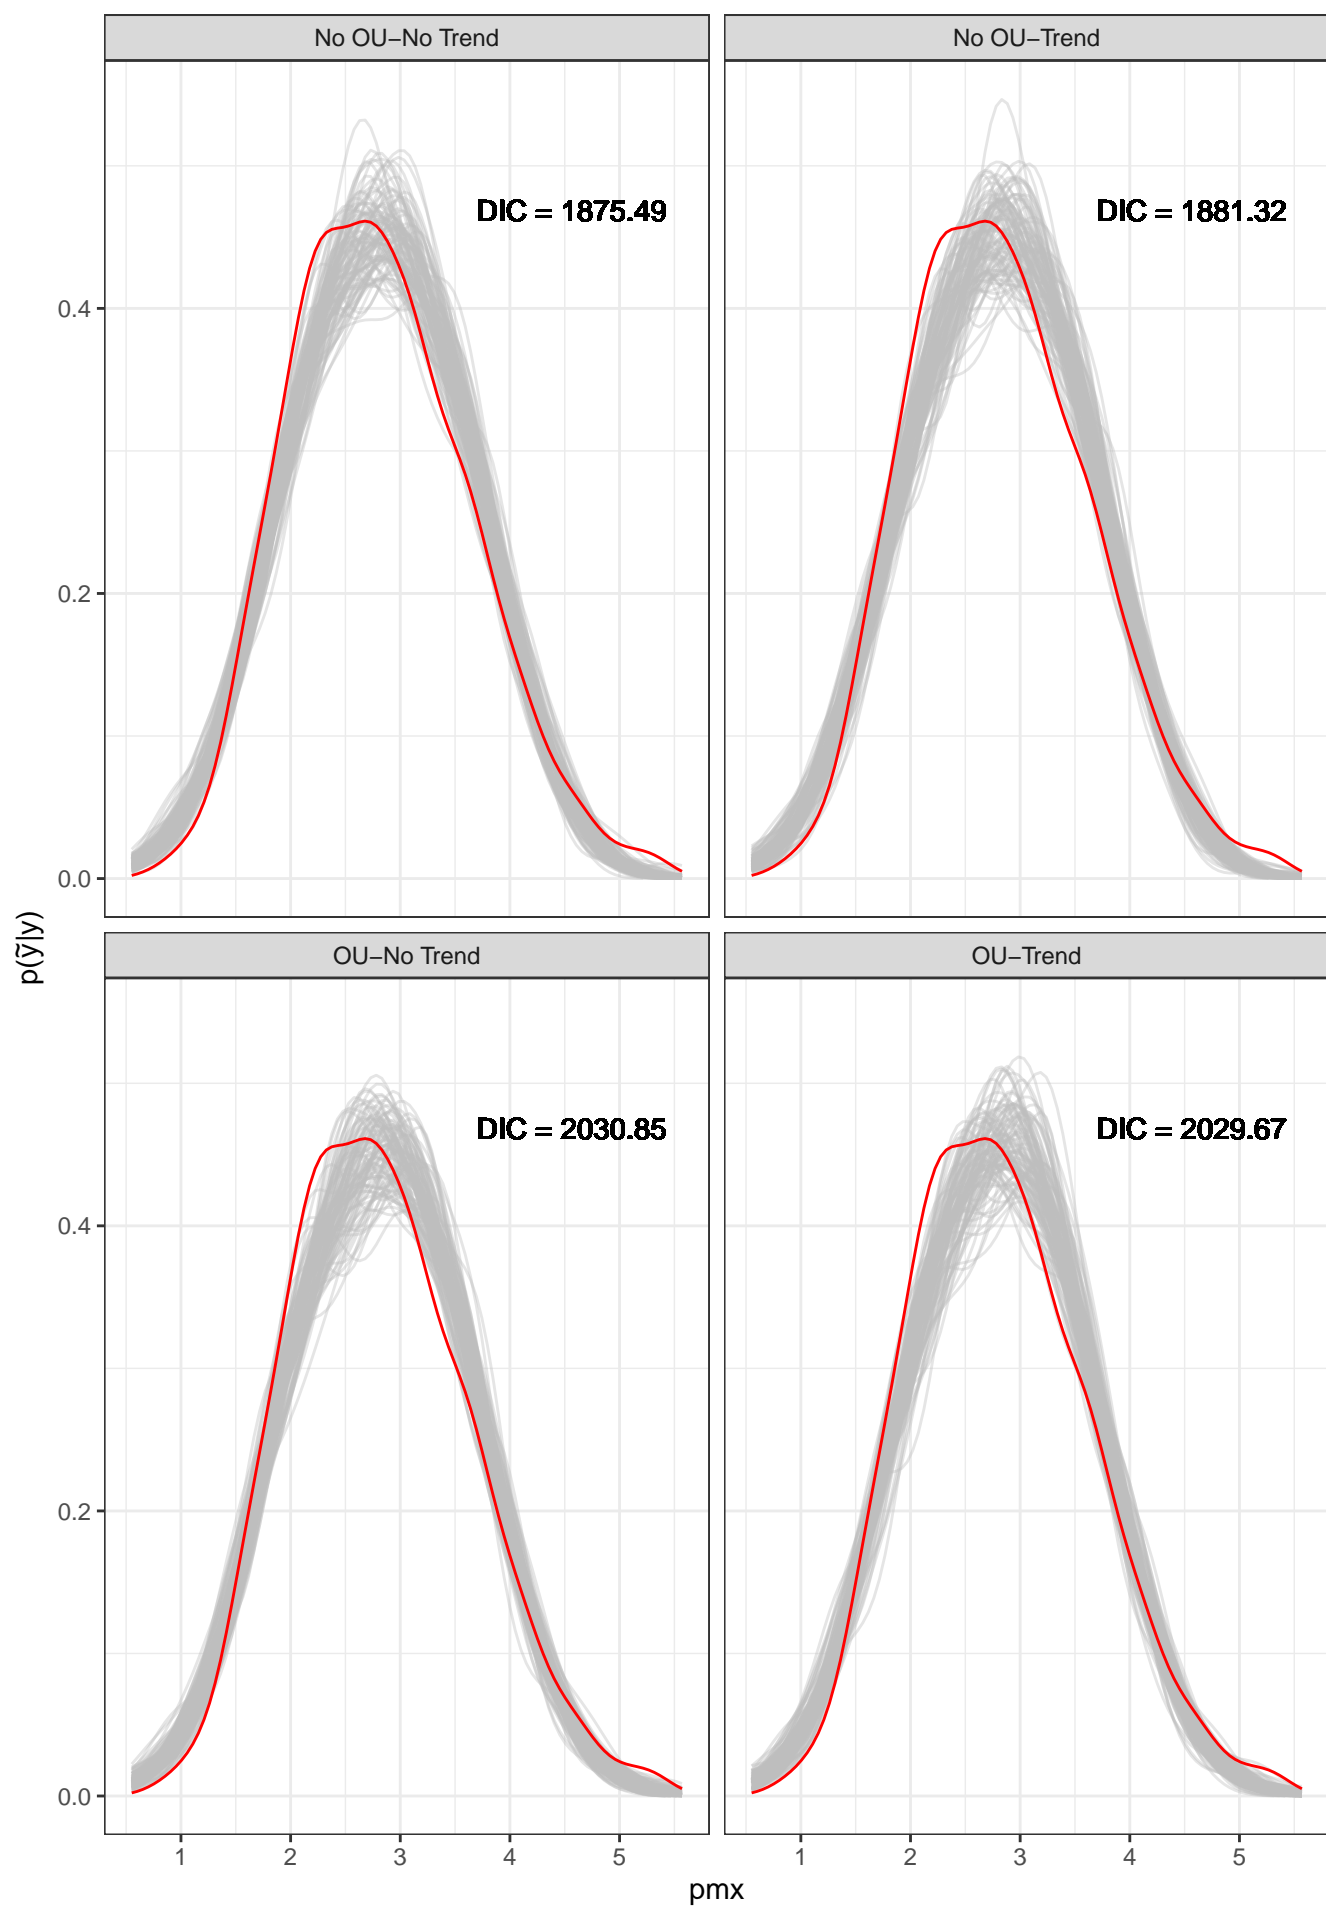 No OU−No Trend
No OU−Trend
DIC = 1875.49
DIC = 1881.32
0.4
0.2
0.0
p(ỹ|y)
OU−No Trend
OU−Trend
DIC = 2030.85
DIC = 2029.67
0.4
0.2
0.0
1 2 3 4 5
1 2 3 4 5
pmx